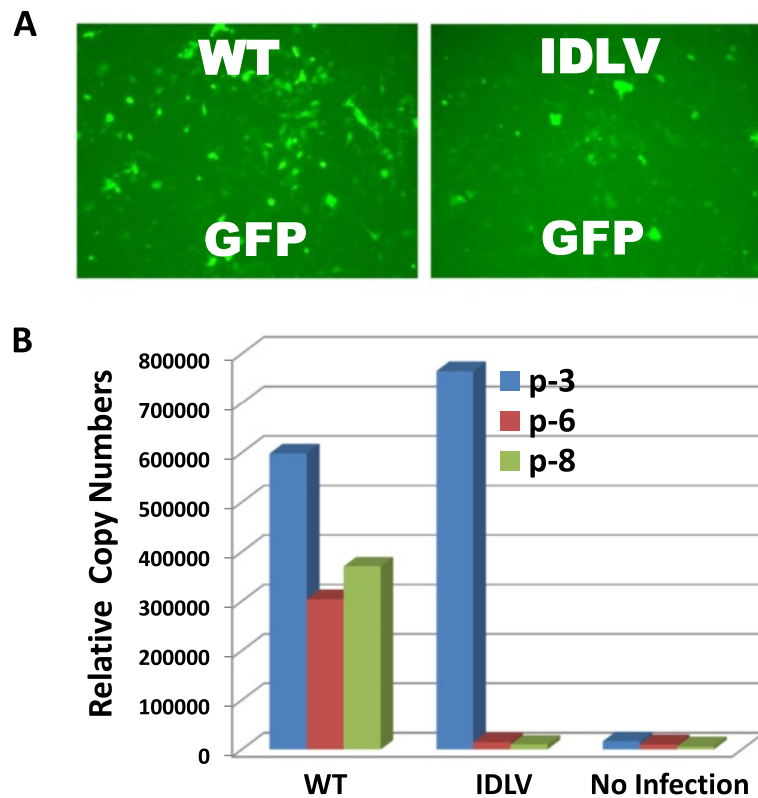 A
WT
IDLV
GFP
GFP
B
Relative Copy Numbers
800000
700000
600000
500000
400000
300000
200000
100000
0
p-3
p-6
p-8
WT
IDLV
No Infection